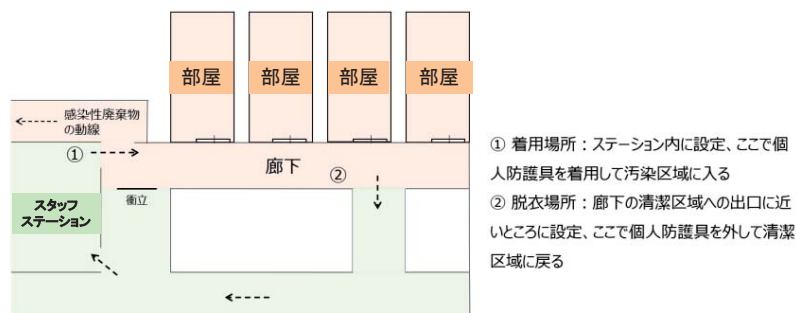 部屋 部屋 部屋 部屋
感染性廃棄物
の動線
①
廊下
②
衝立
スタッフ
ステーション
① 着用場所：ステーション内に設定、ここで個
人防護具を着用して汚染区域に入る
② 脱衣場所：廊下の清潔区域への出口に近
いところに設定、ここで個人防護具を外して清潔
区域に戻る